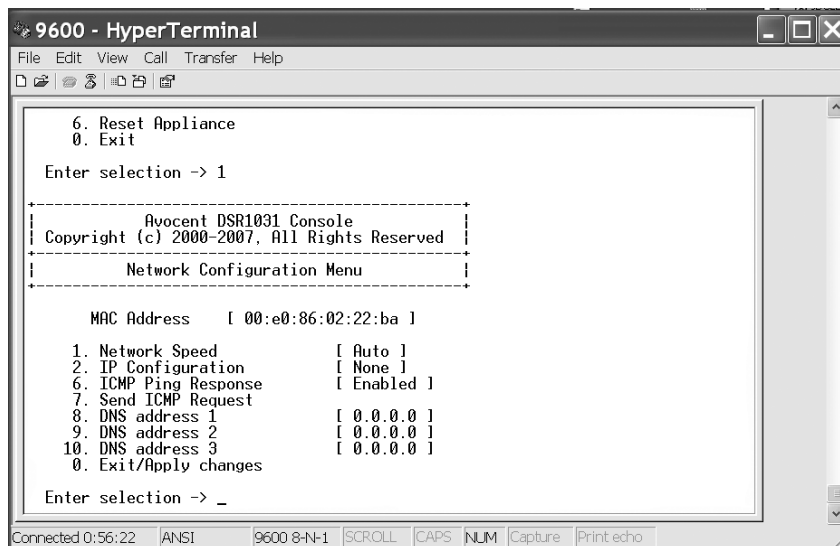 9600 - HyperTerminal
File Edit View Call Transfer Help
6. Reset Appliance
0. Exit
Enter selection -> 1
+-----------------------------------------------+
| Avocent DSR1031 Console |
| Copyright (c) 2000-2007, All Rights Reserved |
+-----------------------------------------------+
| Network Configuration Menu |
+-----------------------------------------------+
MAC Address [ 00:e0:86:02:22:ba ]
1. Network Speed [ Auto ]
2. IP Configuration [ None ]
6. ICMP Ping Response [ Enabled ]
7. Send ICMP Request
8. DNS address 1 [ 0.0.0.0 ]
9. DNS address 2 [ 0.0.0.0 ]
10. DNS address 3 [ 0.0.0.0 ]
0. Exit/Apply changes
Enter selection -> _
Connected 0:56:22 ANSI 9600 8-N-1 SCROLL CAPS NUM Capture Print echo